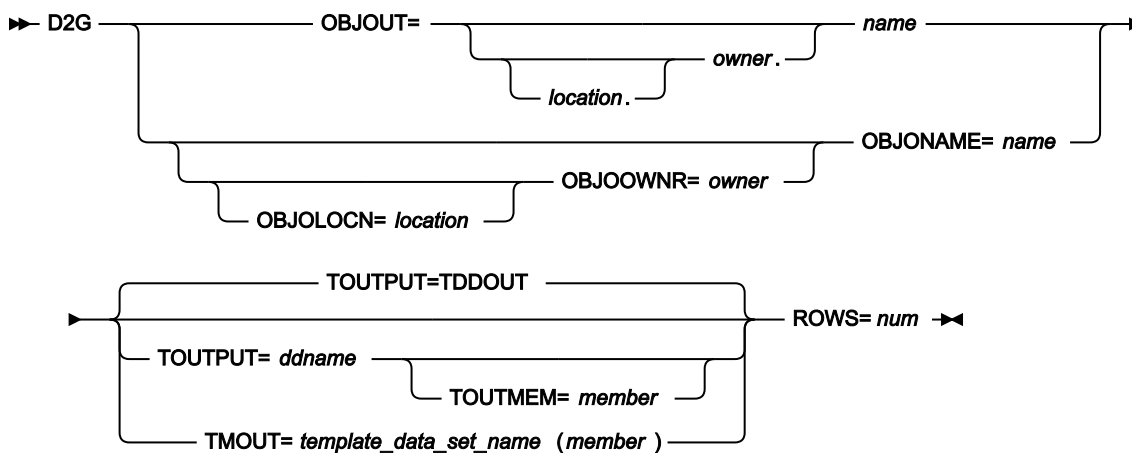 D2G OBJOUT= name
owner.
location.
OBJONAME= name
OBJOOWNR= owner
OBJOLOCN= location
TOUTPUT=TDDOUT
ROWS= num
TOUTPUT= ddname
TOUTMEM= member
TMOUT= template_data_set_name (member )